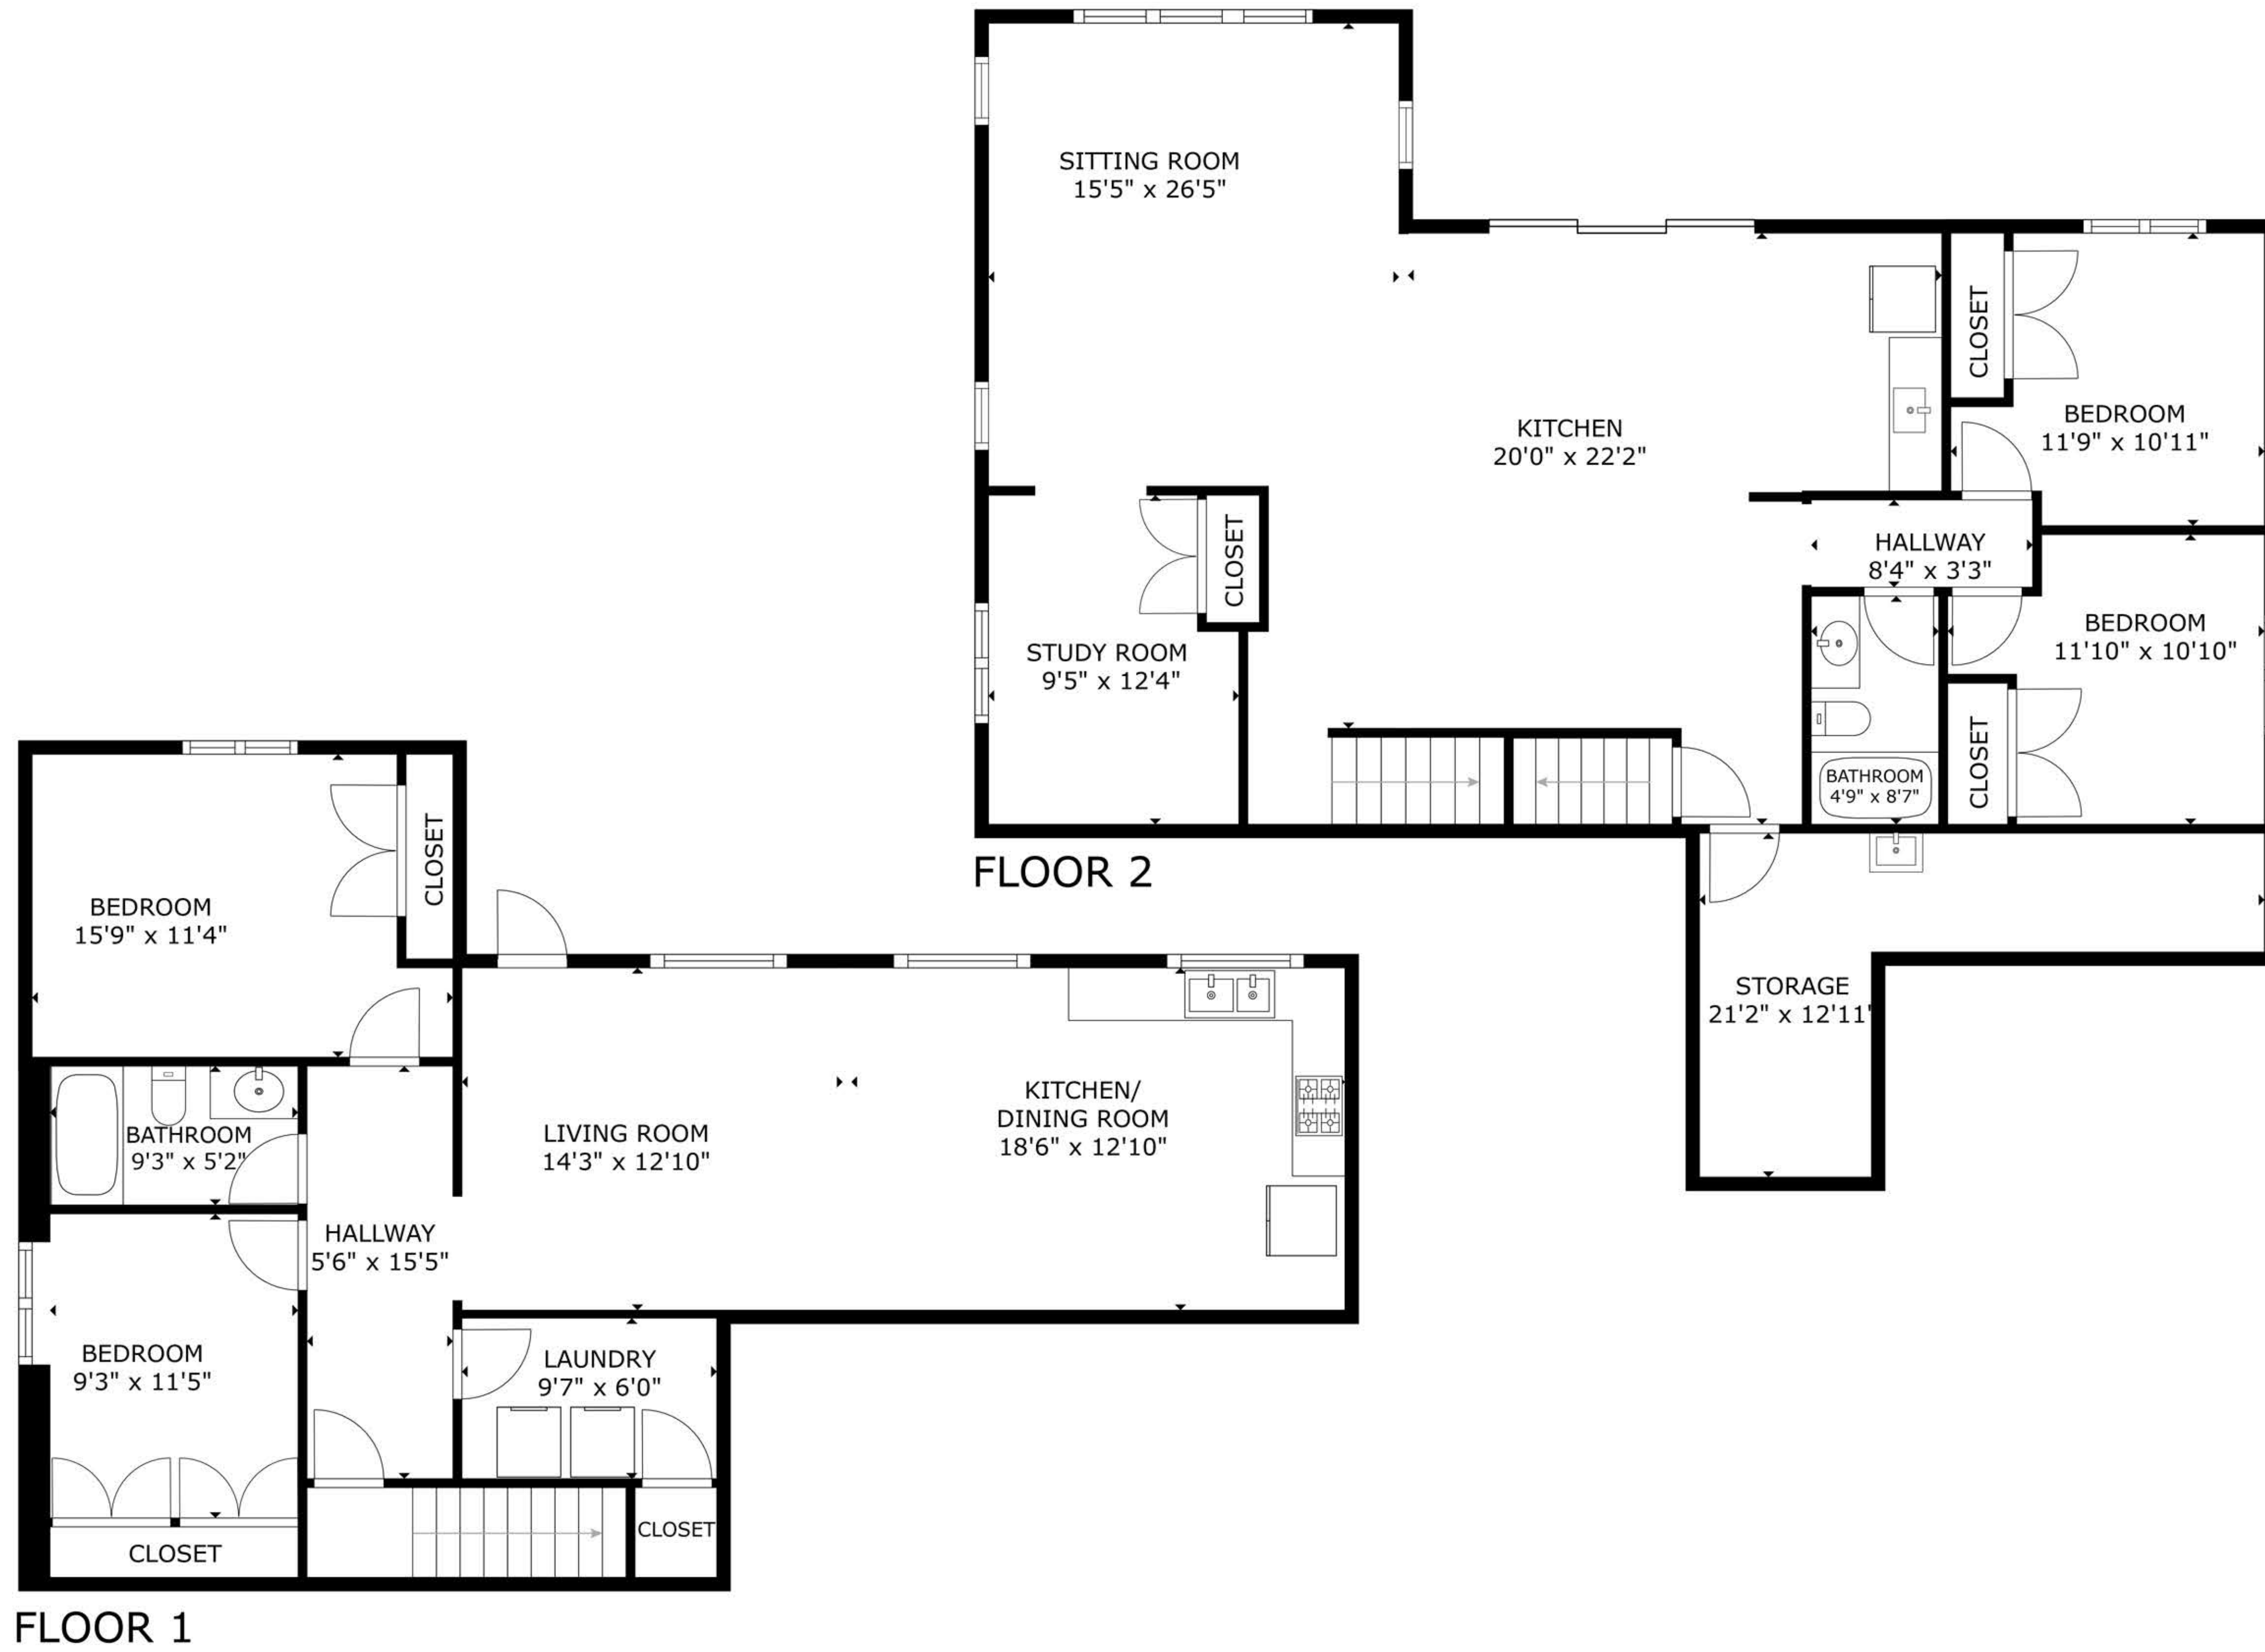 SITTING ROOM
15'5" x 26'5"
KITCHEN
20'0" x 22'2"
CLOSET
BEDROOM
11'9" x 10'11"
HALLWAY
8'4" x 3'3"
CLOSET
STUDY ROOM
9'5" x 12'4"
BEDROOM
11'10" x 10'10"
BATHROOM
4'9" x 8'7"
CLOSET
FLOOR 2
STORAGE
21'2" x 12'11"
BEDROOM
15'9" x 11'4"
CLOSET
LIVING ROOM
14'3" x 12'10"
KITCHEN/
DINING ROOM
18'6" x 12'10"
BATHROOM
9'3" x 5'2"
HALLWAY
5'6" x 15'5"
BEDROOM
9'3" x 11'5"
LAUNDRY
9'7" x 6'0"
CLOSET
CLOSET
FLOOR 1